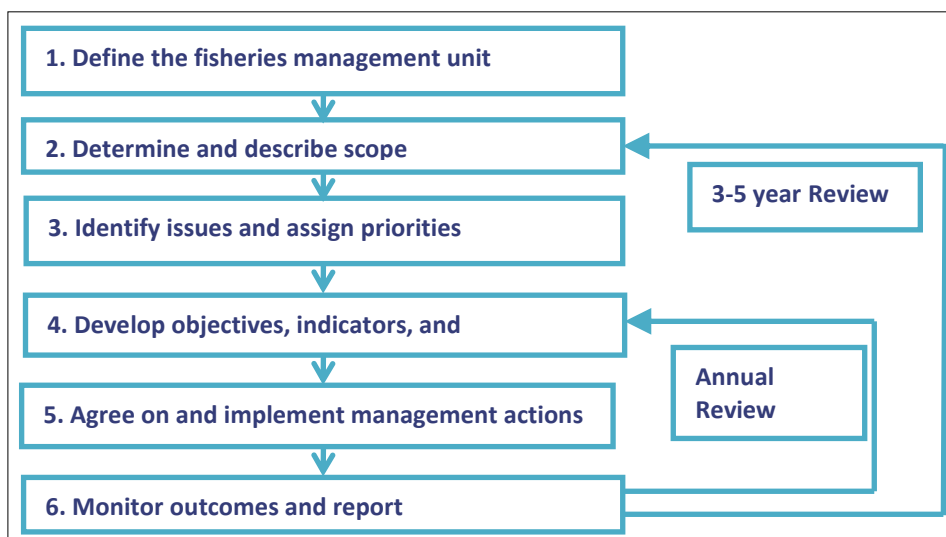 1. Define the fisheries management unit
2. Determine and describe scope
3-5 year Review
3. Identify issues and assign priorities
4. Develop objectives, indicators, and
Annual
Review
5. Agree on and implement management actions
6. Monitor outcomes and report